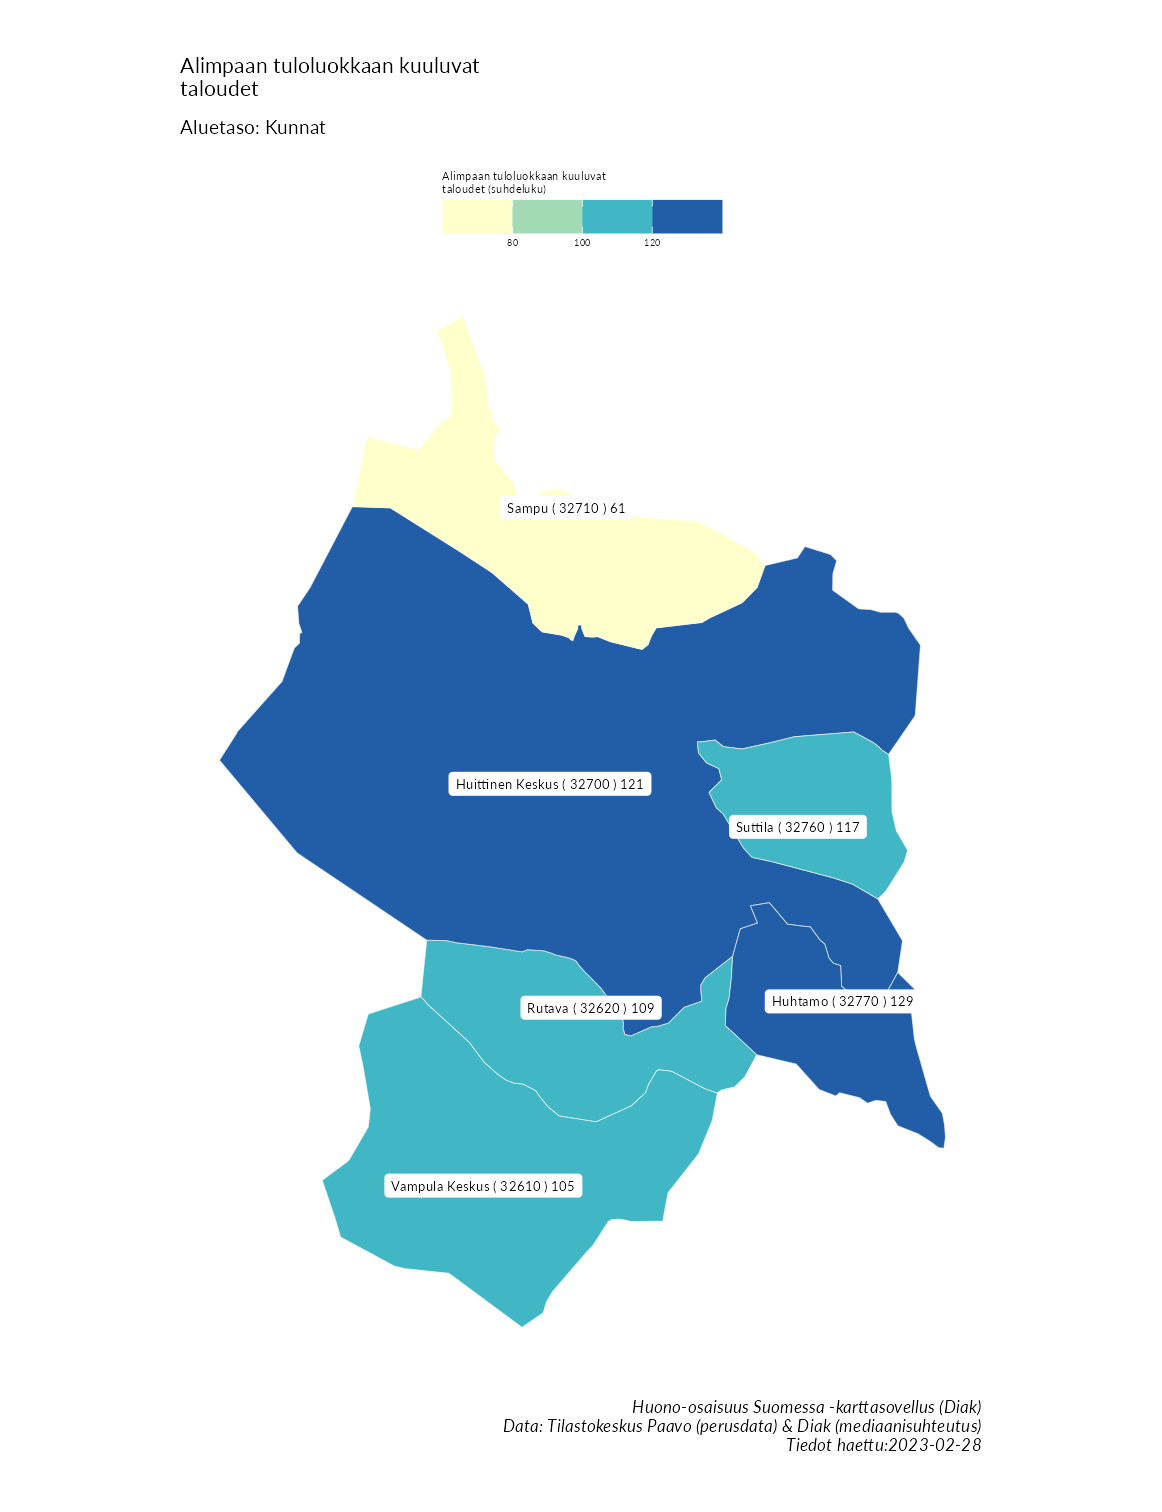 Alimpaan tuloluokkaan kuuluvat
taloudet
Aluetaso: Kunnat
Alimpaan tuloluokkaan kuuluvat
taloudet (suhdeluku)
80 100 120
Sampu ( 32710 ) 61
Huittinen Keskus ( 32700 ) 121
Suttila ( 32760 ) 117
Huhtamo ( 32770 ) 129
Rutava ( 32620 ) 109
Vampula Keskus ( 32610 ) 105
Huono-osaisuus Suomessa -karttasovellus (Diak)
Data: Tilastokeskus Paavo (perusdata) & Diak (mediaanisuhteutus)
Tiedot haettu:2023-02-28